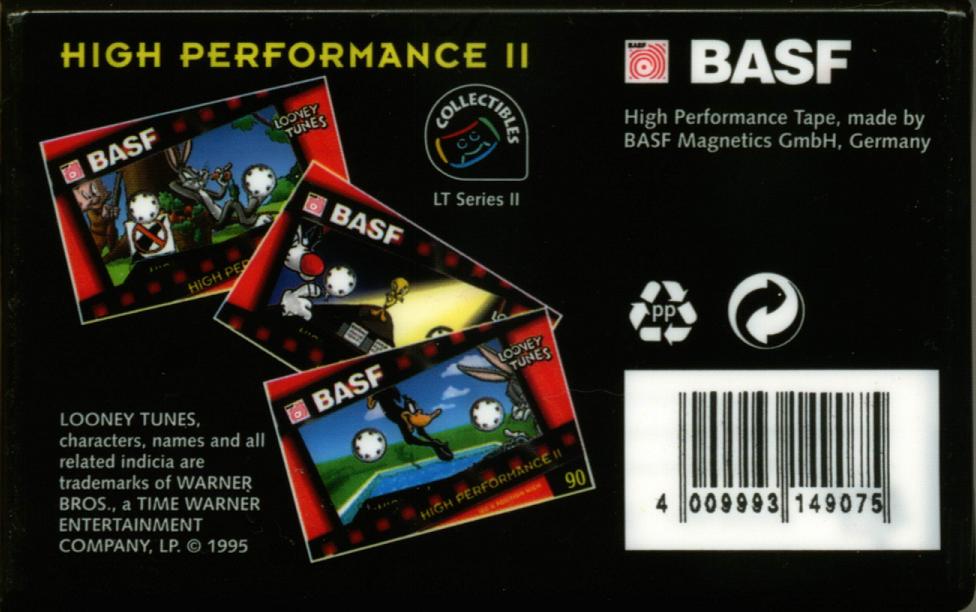 HIGH PERFORMANCE II
BASF
BASF
High Performance Tape, made by
BASF Magnetics GmbH, Germany
COLLECTIBLES
LT Series II
BASF
LOONEY
TUNES
HIGH PER
BASF
BASF
LOONEY
TUNES
HIGH PERFORMANCE II
90
PP
LOONEY TUNES,
characters, names and all
related indicia are
trademarks of WARNER
BROS., a TIME WARNER
ENTERTAINMENT
COMPANY, LP. © 1995
4 009993 149075